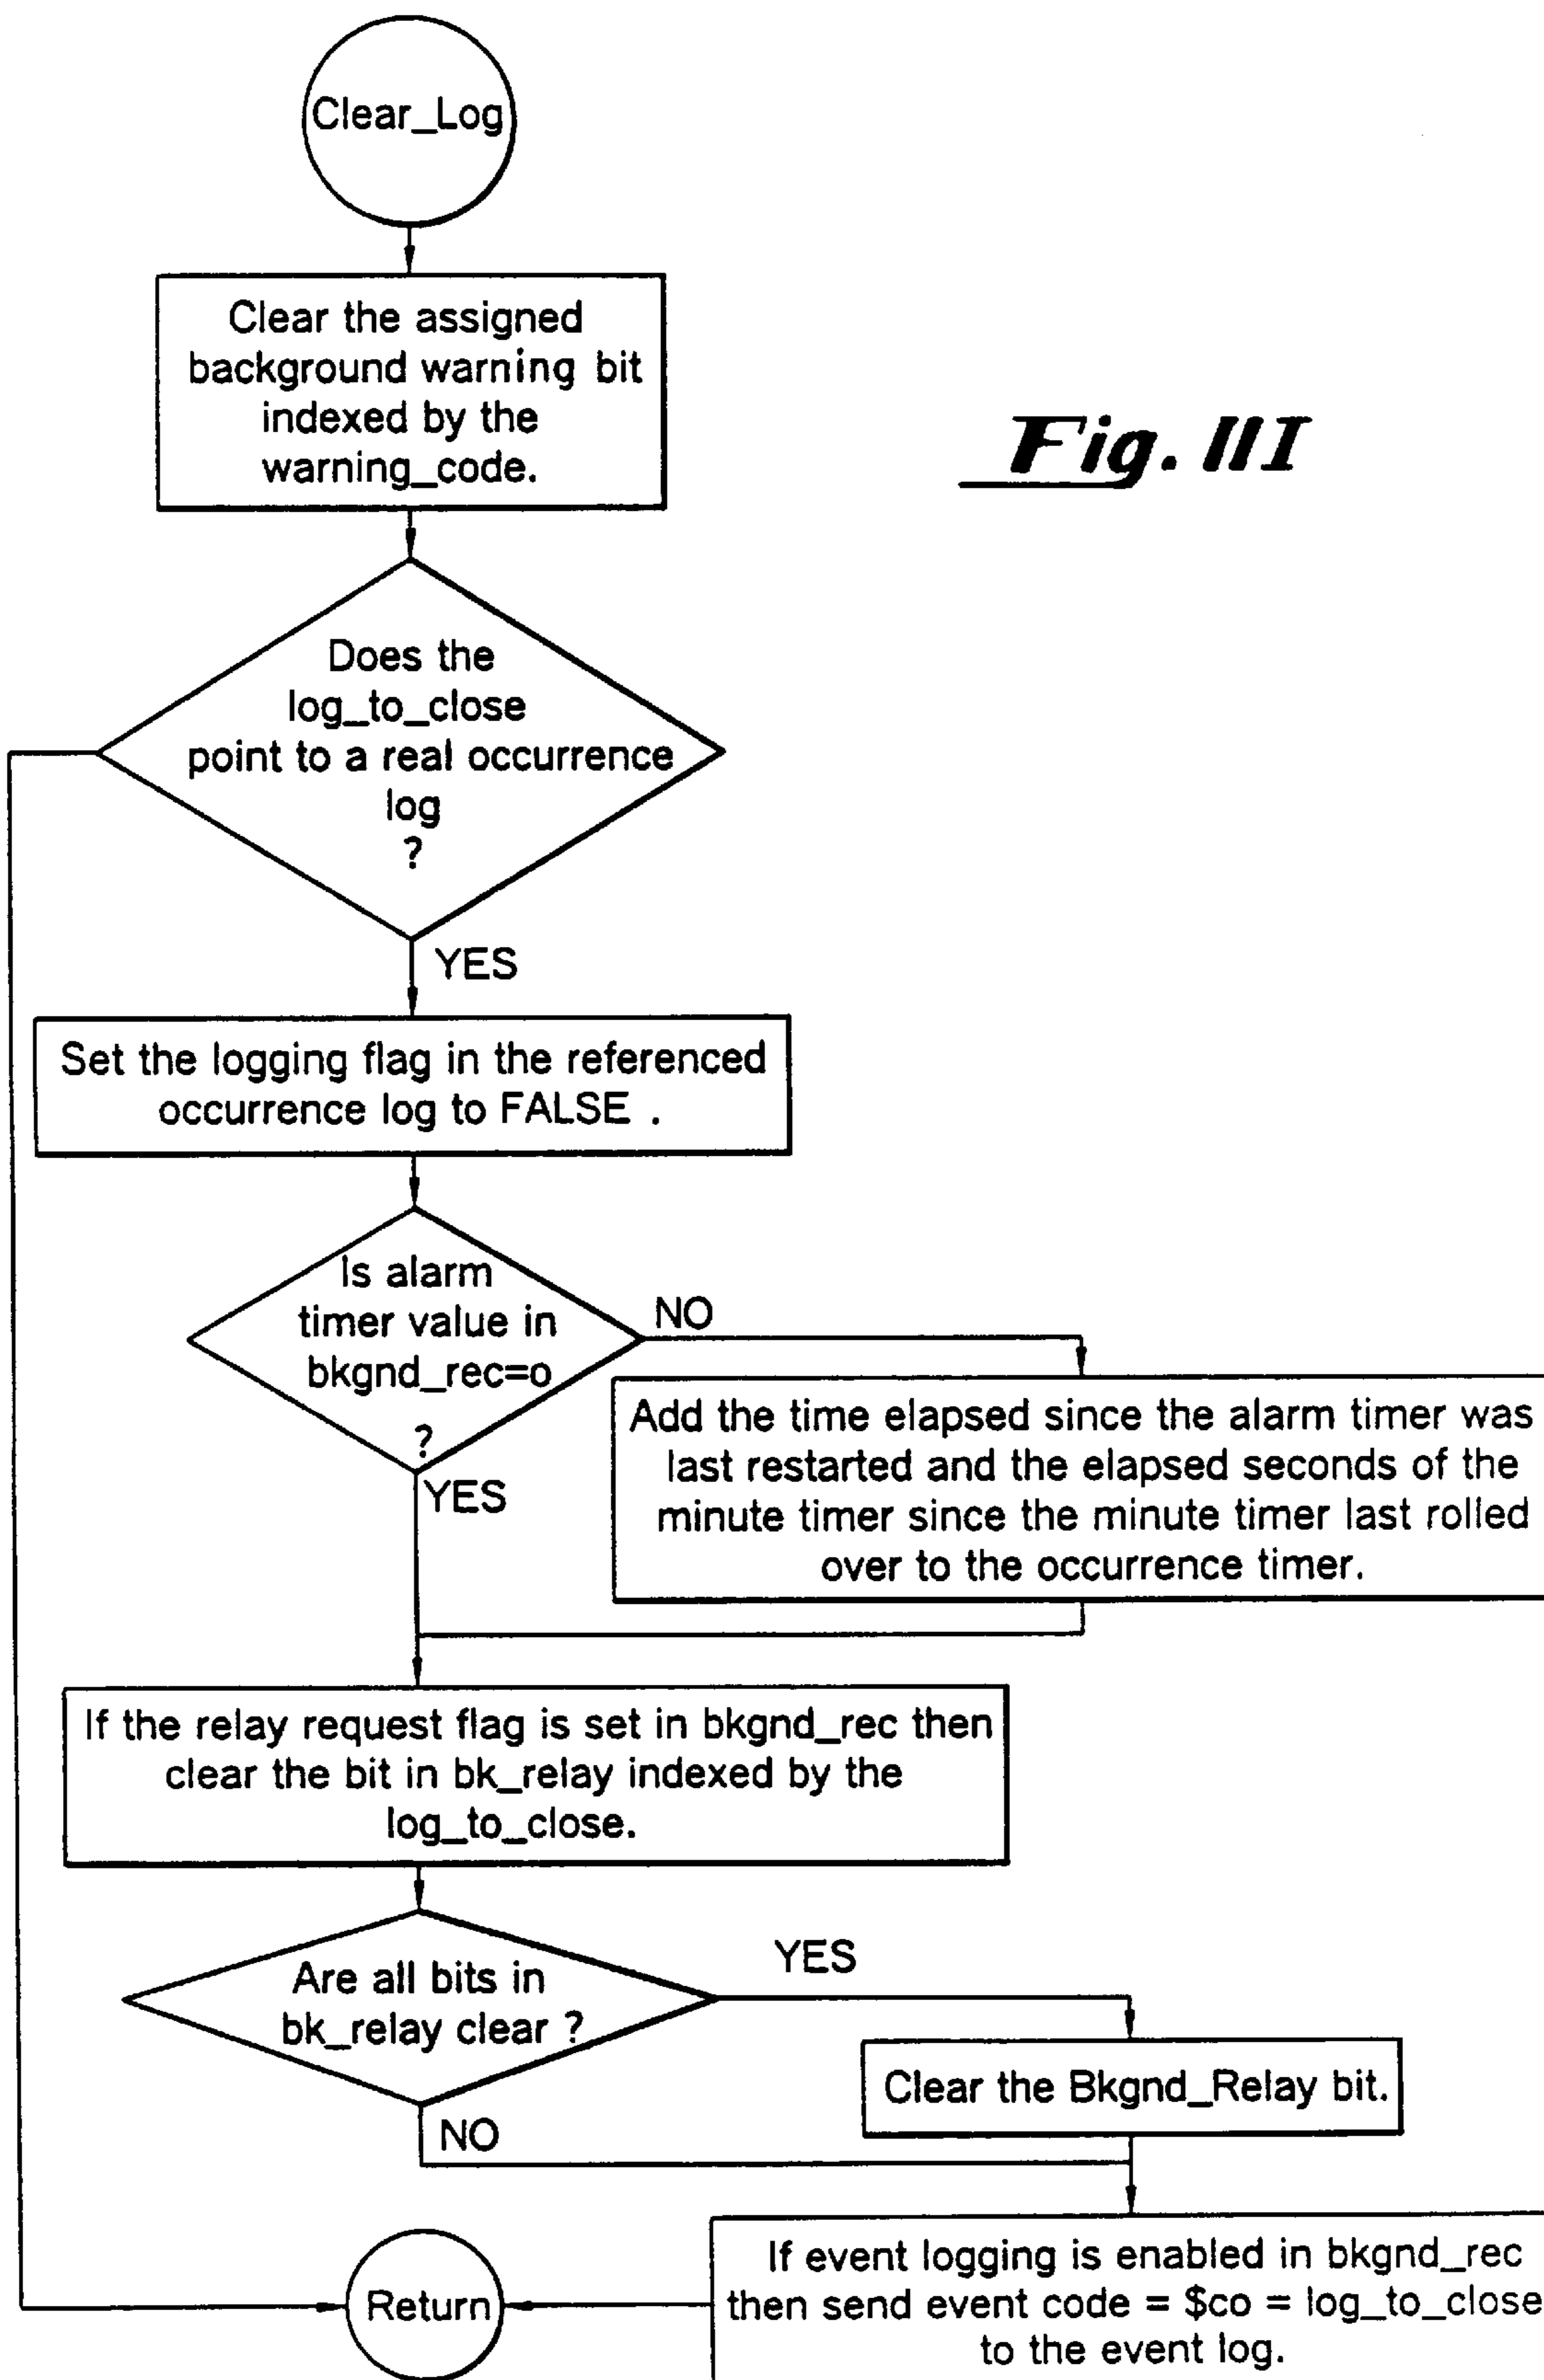 Clear_Log
Clear the assigned
background warning bit
indexed by the
warning_code.
Fig. 11I
Does the
log_to_close
point to a real occurrence
log
?
YES
Set the logging flag in the referenced
occurrence log to FALSE .
Is alarm
timer value in
bkgnd_rec=o
?
NO
YES
Add the time elapsed since the alarm timer was
last restarted and the elapsed seconds of the
minute timer since the minute timer last rolled
over to the occurrence timer.
If the relay request flag is set in bkgnd_rec then
clear the bit in bk_relay indexed by the
log_to_close.
Are all bits in
bk_relay clear ?
YES
NO
Clear the Bkgnd_Relay bit.
If event logging is enabled in bkgnd_rec
then send event code = $co = log_to_close
to the event log.
Return